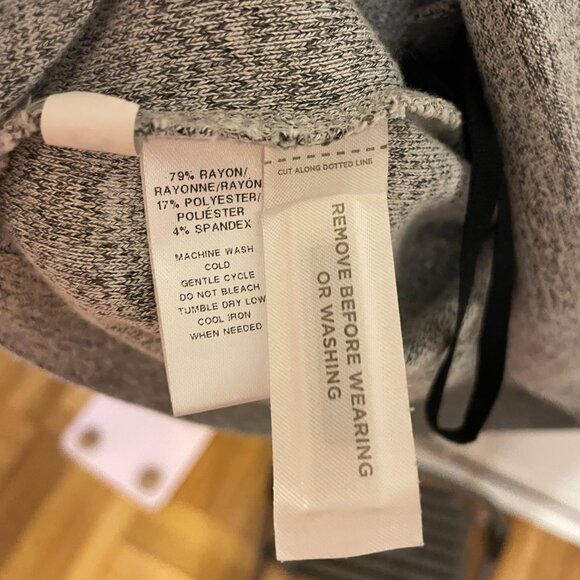 79% RAYON/
RAYONNE/RAYÓN
17% POLYESTER/
POLIÉSTER
4% SPANDEX
MACHINE WASH
COLD
GENTLE CYCLE
DO NOT BLEACH
TUMBLE DRY LOW
COOL IRON
WHEN NEEDED
CUT ALONG DOTTED LINE
REMOVE BEFORE WEARING
OR WASHING